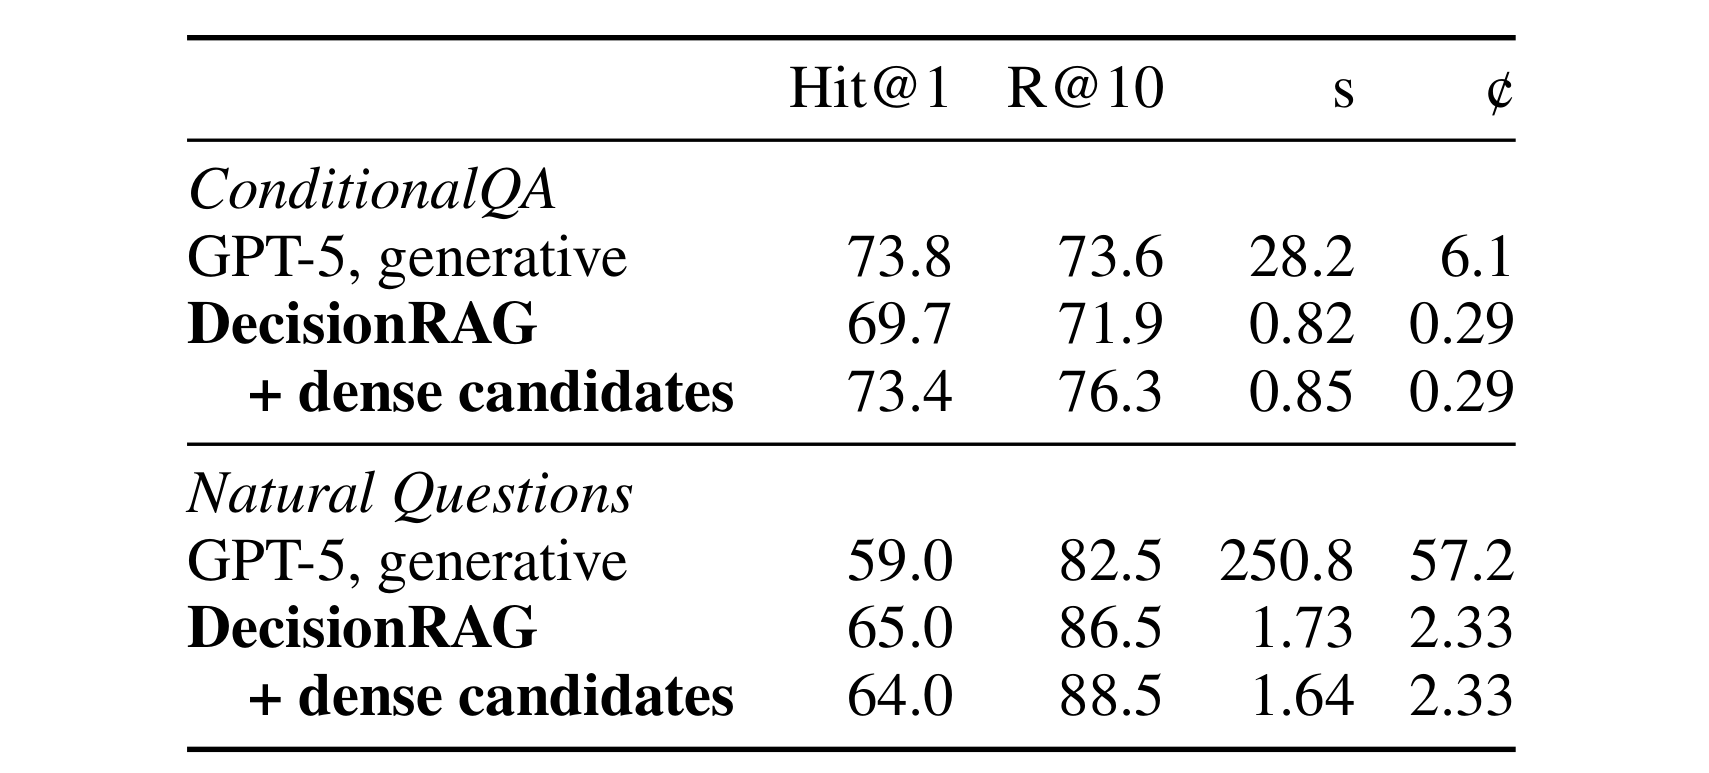 Hit@1 R@10 s ¢
ConditionalQA
GPT-5, generative 73.8 73.6 28.2 6.1
DecisionRAG 69.7 71.9 0.82 0.29
+ dense candidates 73.4 76.3 0.85 0.29
Natural Questions
GPT-5, generative 59.0 82.5 250.8 57.2
DecisionRAG 65.0 86.5 1.73 2.33
+ dense candidates 64.0 88.5 1.64 2.33